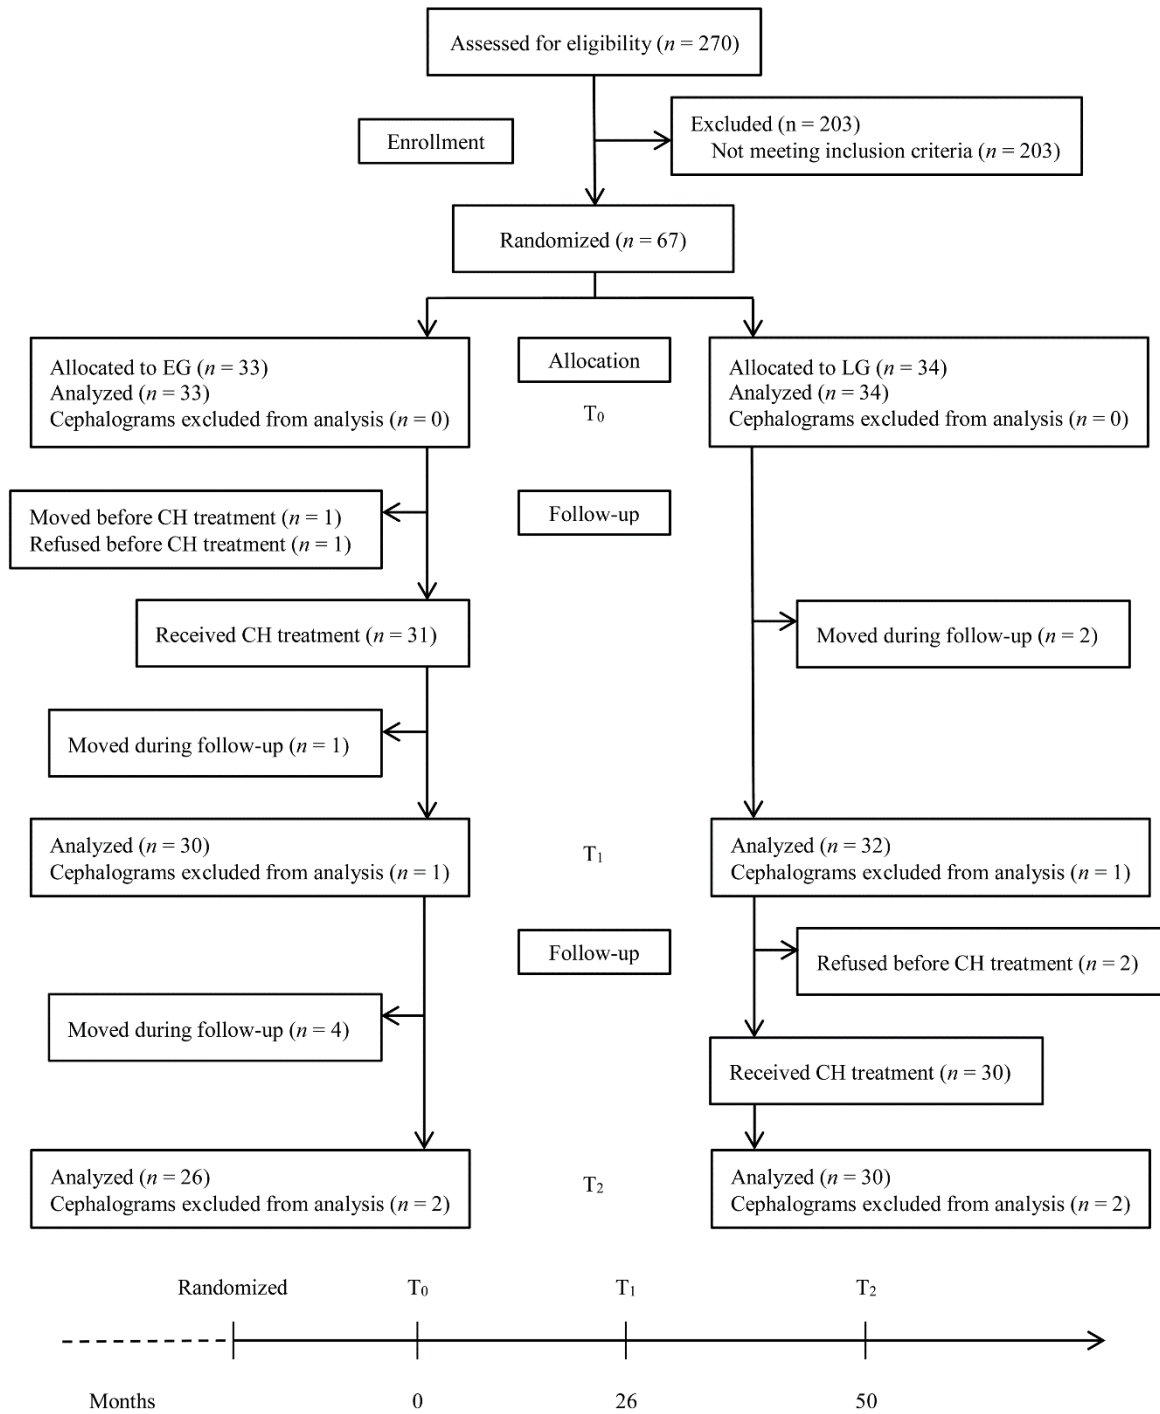 Assessed for eligibility (n = 270)
Enrollment
Excluded (n = 203)
Not meeting inclusion criteria (n = 203)
Randomized (n = 67)
Allocated to EG (n = 33)
Analyzed (n = 33)
Cephalograms excluded from analysis (n = 0)
Allocation
T₀
Allocated to LG (n = 34)
Analyzed (n = 34)
Cephalograms excluded from analysis (n = 0)
Moved before CH treatment (n = 1)
Refused before CH treatment (n = 1)
Follow-up
Received CH treatment (n = 31)
Moved during follow-up (n = 2)
Moved during follow-up (n = 1)
Analyzed (n = 30)
Cephalograms excluded from analysis (n = 1)
T₁
Analyzed (n = 32)
Cephalograms excluded from analysis (n = 1)
Follow-up
Refused before CH treatment (n = 2)
Moved during follow-up (n = 4)
Received CH treatment (n = 30)
Analyzed (n = 26)
Cephalograms excluded from analysis (n = 2)
T₂
Analyzed (n = 30)
Cephalograms excluded from analysis (n = 2)
Randomized T₀ T₁ T₂
Months 0 26 50